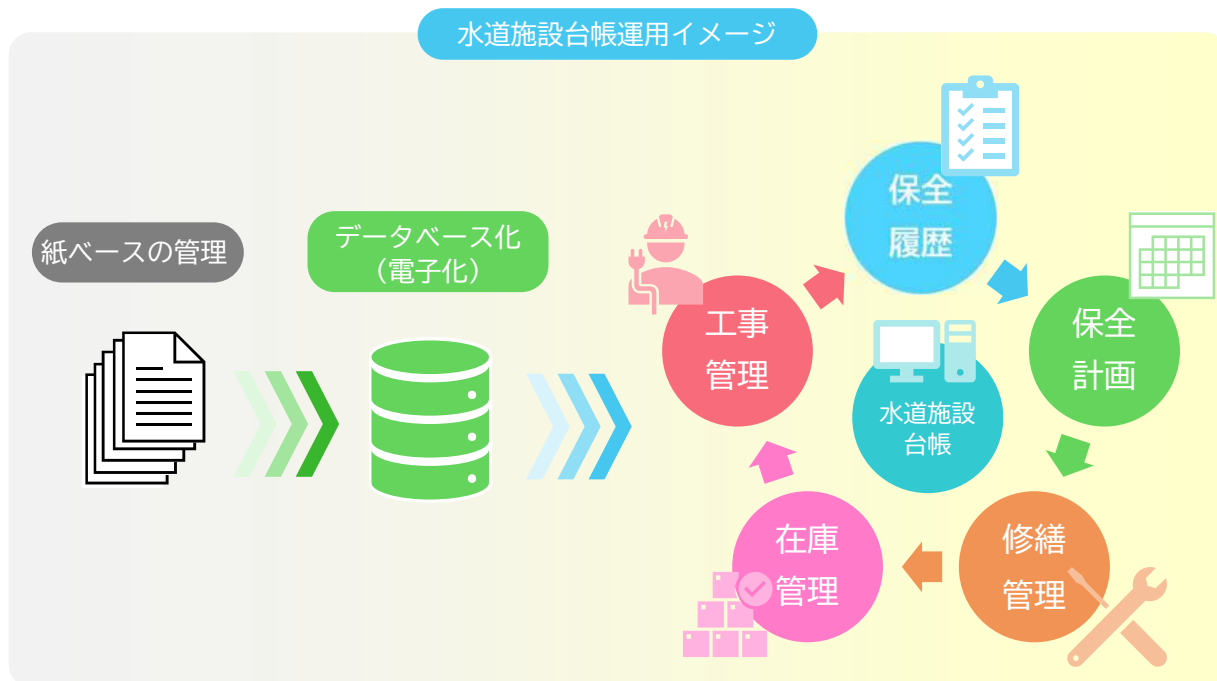 水道施設台帳運用イメージ
紙ベースの管理
データベース化
（電子化）
保全
履歴
保全
計画
修繕
管理
在庫
管理
工事
管理
水道施設
台帳